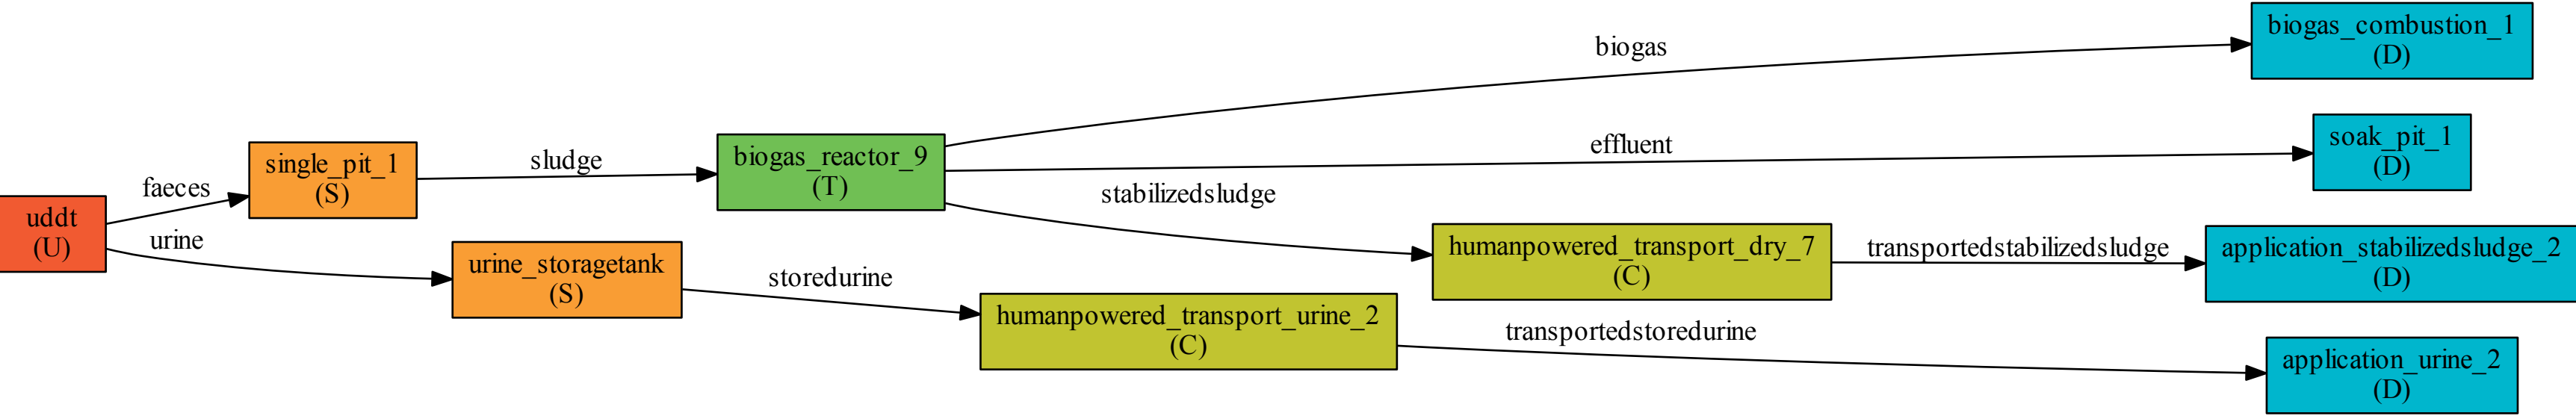 uddt
(U)
faeces
urine
single_pit_1
(S)
sludge
urine_storagetank
(S)
storedurine
biogas_reactor_9
(T)
biogas
effluent
stabilizedsludge
humanpowered_transport_urine_2
(C)
transportedstoredurine
humanpowered_transport_dry_7
(C)
transportedstabilizedsludge
biogas_combustion_1
(D)
soak_pit_1
(D)
application_stabilizedsludge_2
(D)
application_urine_2
(D)